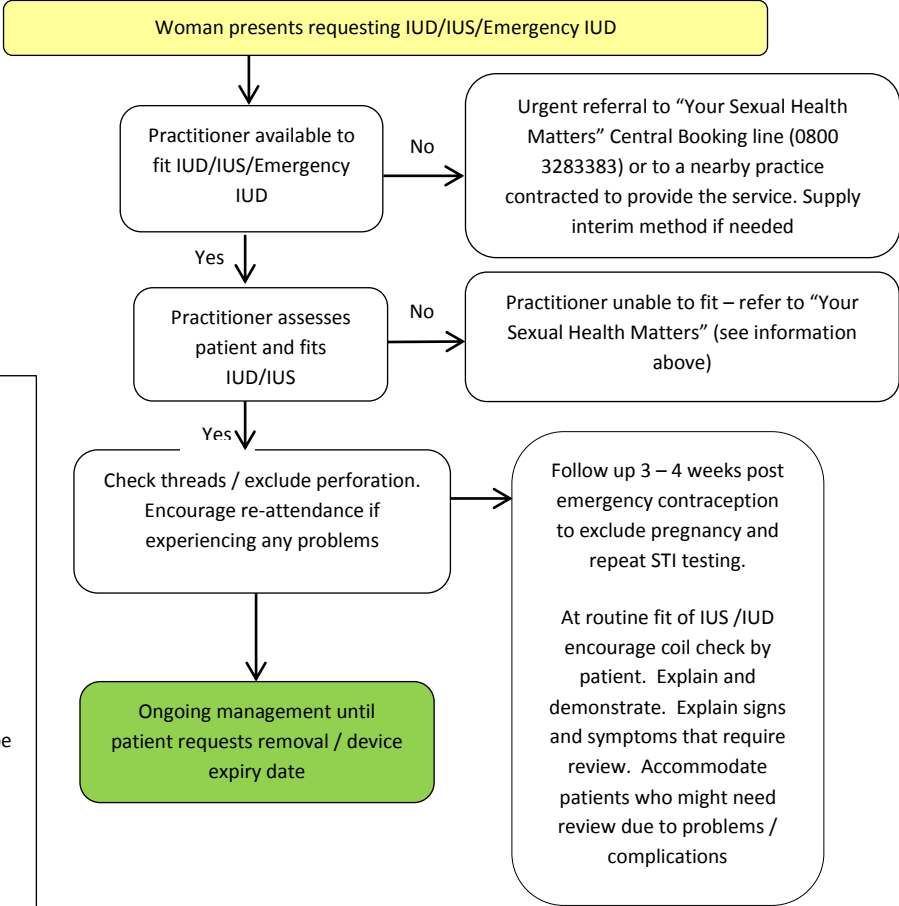 Woman presents requesting IUD/IUS/Emergency IUD
Practitioner available to
fit IUD/IUS/Emergency
IUD
No
Urgent referral to “Your Sexual Health
Matters” Central Booking line (0800
3283383) or to a nearby practice
contracted to provide the service. Supply
interim method if needed
Yes
Practitioner assesses
patient and fits
IUD/IUS
No
Practitioner unable to fit – refer to “Your
Sexual Health Matters” (see information
above)
Yes
Check threads / exclude perforation.
Encourage re-attendance if
experiencing any problems
Follow up 3 – 4 weeks post
emergency contraception
to exclude pregnancy and
repeat STI testing.
At routine fit of IUS /IUD
encourage coil check by
patient. Explain and
demonstrate. Explain signs
and symptoms that require
review. Accommodate
patients who might need
review due to problems /
complications
Ongoing management until
patient requests removal / device
expiry date